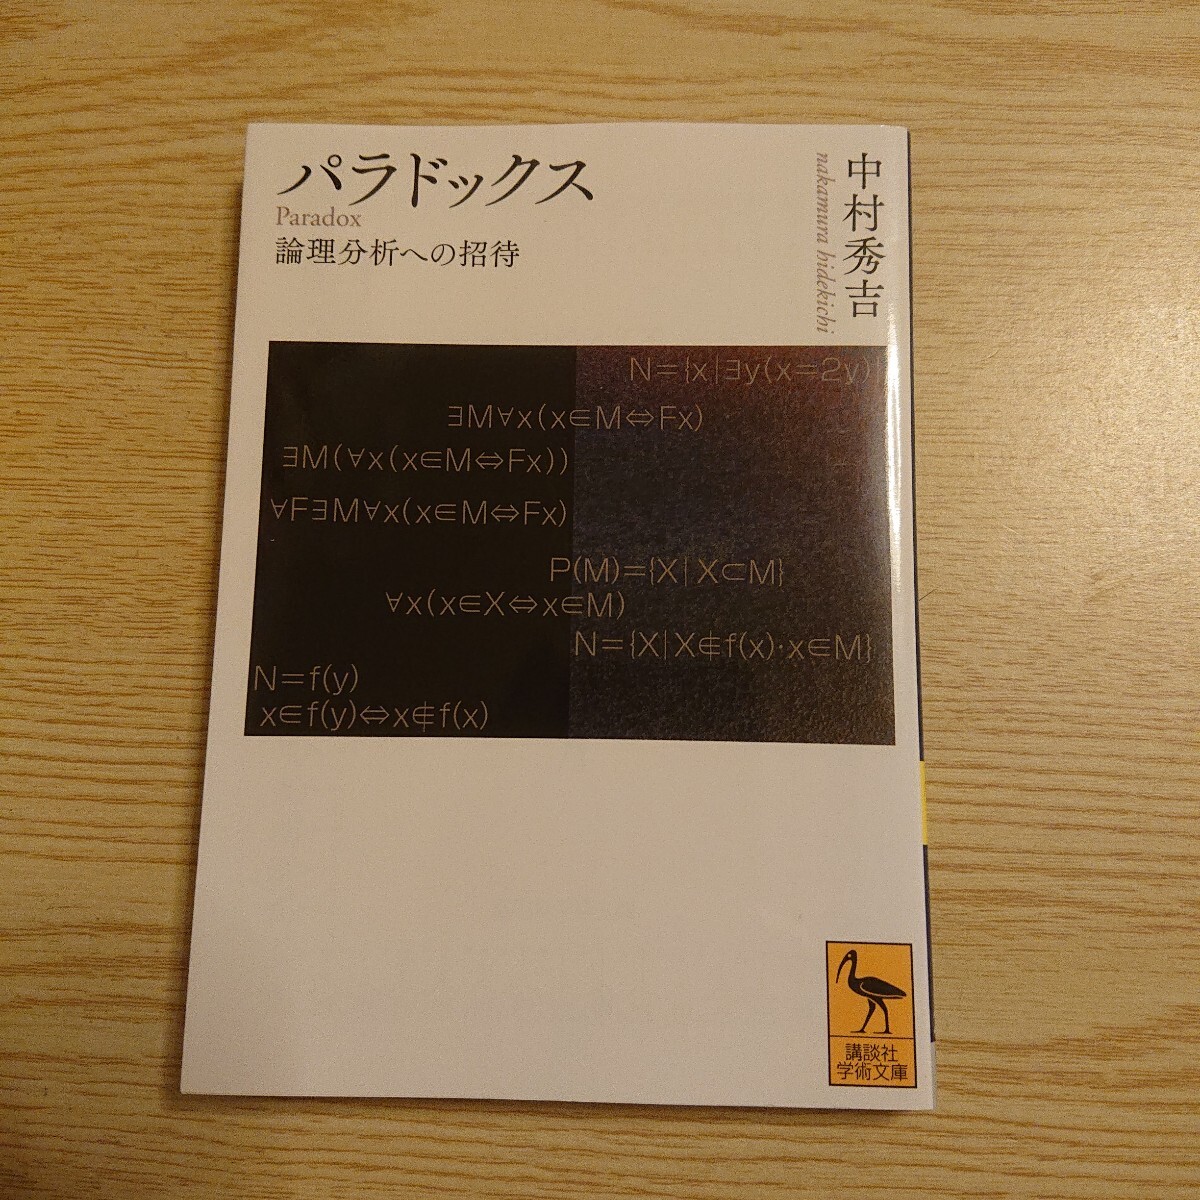 パラドックス
Paradox
論理分析への招待
中村秀吉
nakamura hidekichi
N={x|∃y(x=2y)}
∃M∀x(x∈M⇔Fx)
∃M(∀x(x∈M⇔Fx))
∀F∃M∀x(x∈M⇔Fx)
P(M)={X|X⊂M}
∀x(x∈X⇔x∈M)
N={X|X∉f(x)·x∈M}
N=f(y)
x∈f(y)⇔x∉f(x)
講談社
学術文庫